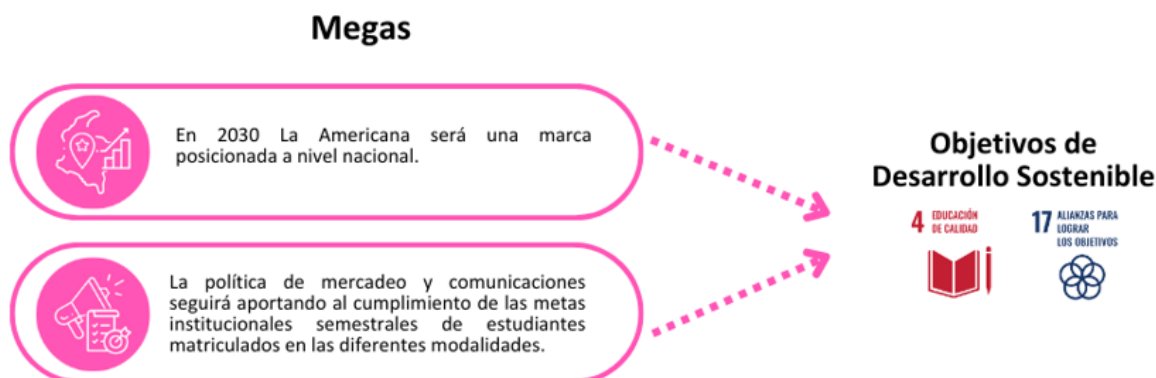 Megas
En 2030 La Americana será una marca
posicionada a nivel nacional.
La política de mercadeo y comunicaciones
seguirá aportando al cumplimiento de las metas
institucionales semestrales de estudiantes
matriculados en las diferentes modalidades.
Objetivos de
Desarrollo Sostenible
4 EDUCACIÓN
DE CALIDAD
17 ALIANZAS PARA
LOGRAR
LOS OBJETIVOS